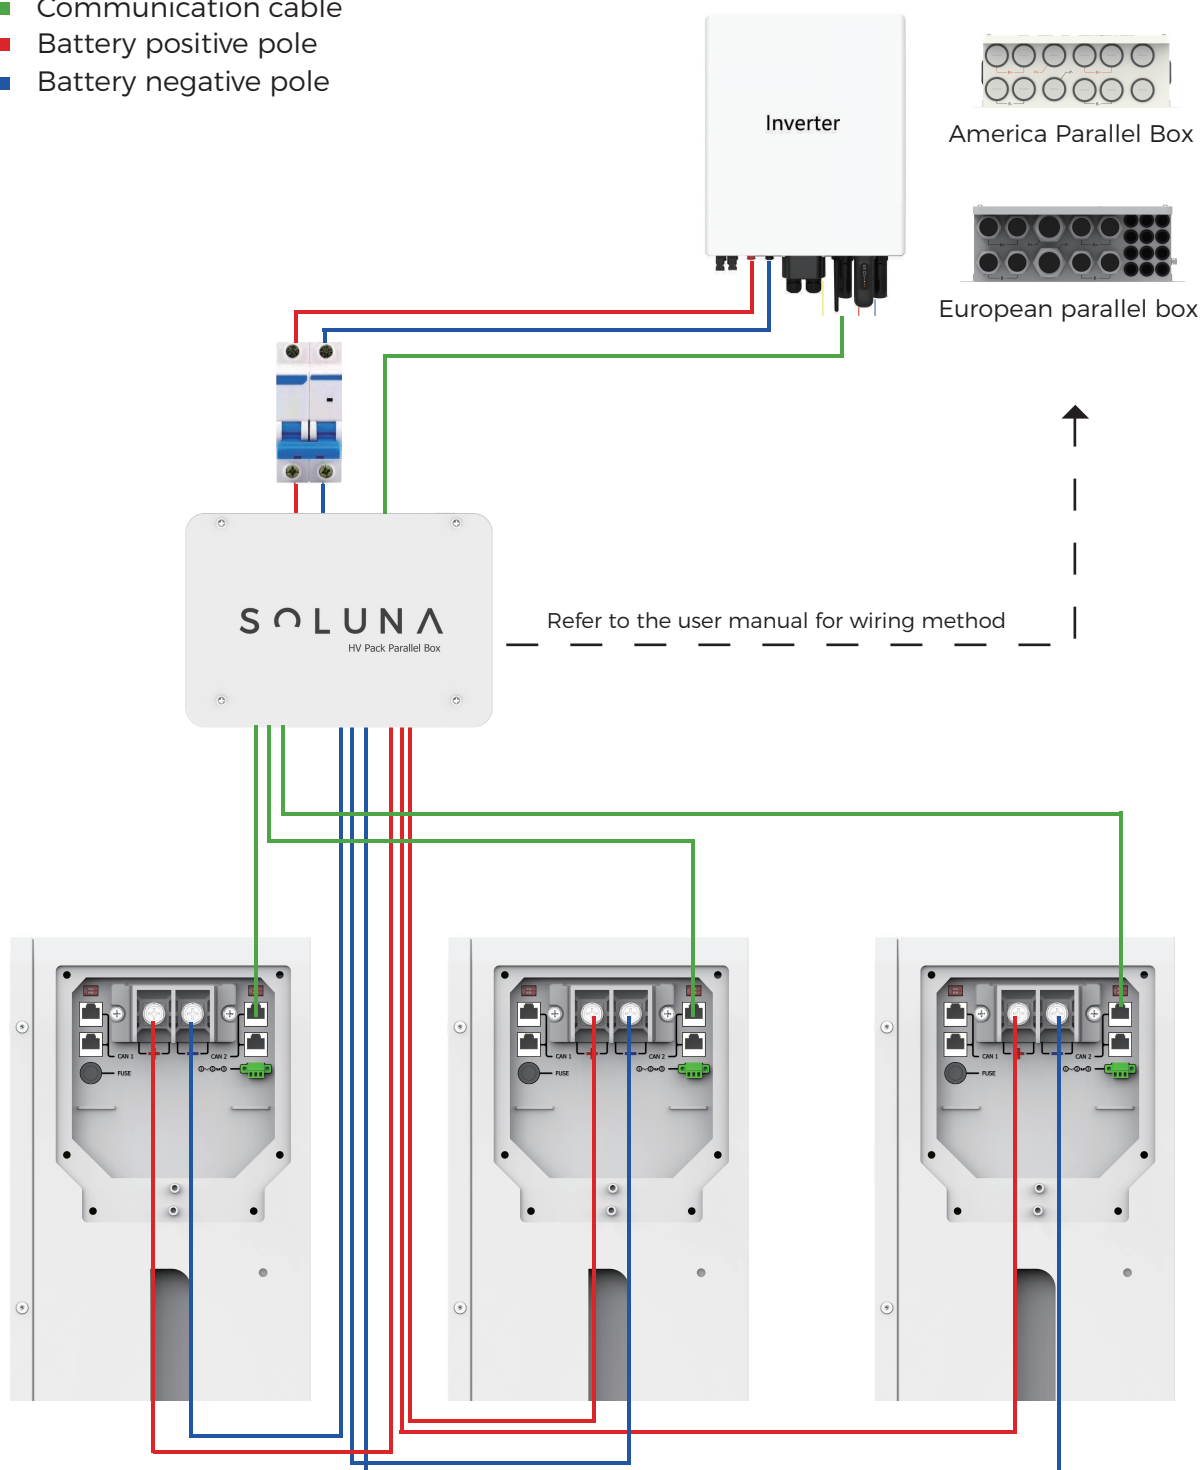 Communication cable
Battery positive pole
Battery negative pole
Inverter
America Parallel Box
European parallel box
SOLUNA
HV Pack Parallel Box
Refer to the user manual for wiring method
CAN 1
CAN 2
FUSE
CAN 1
CAN 2
FUSE
CAN 1
CAN 2
FUSE